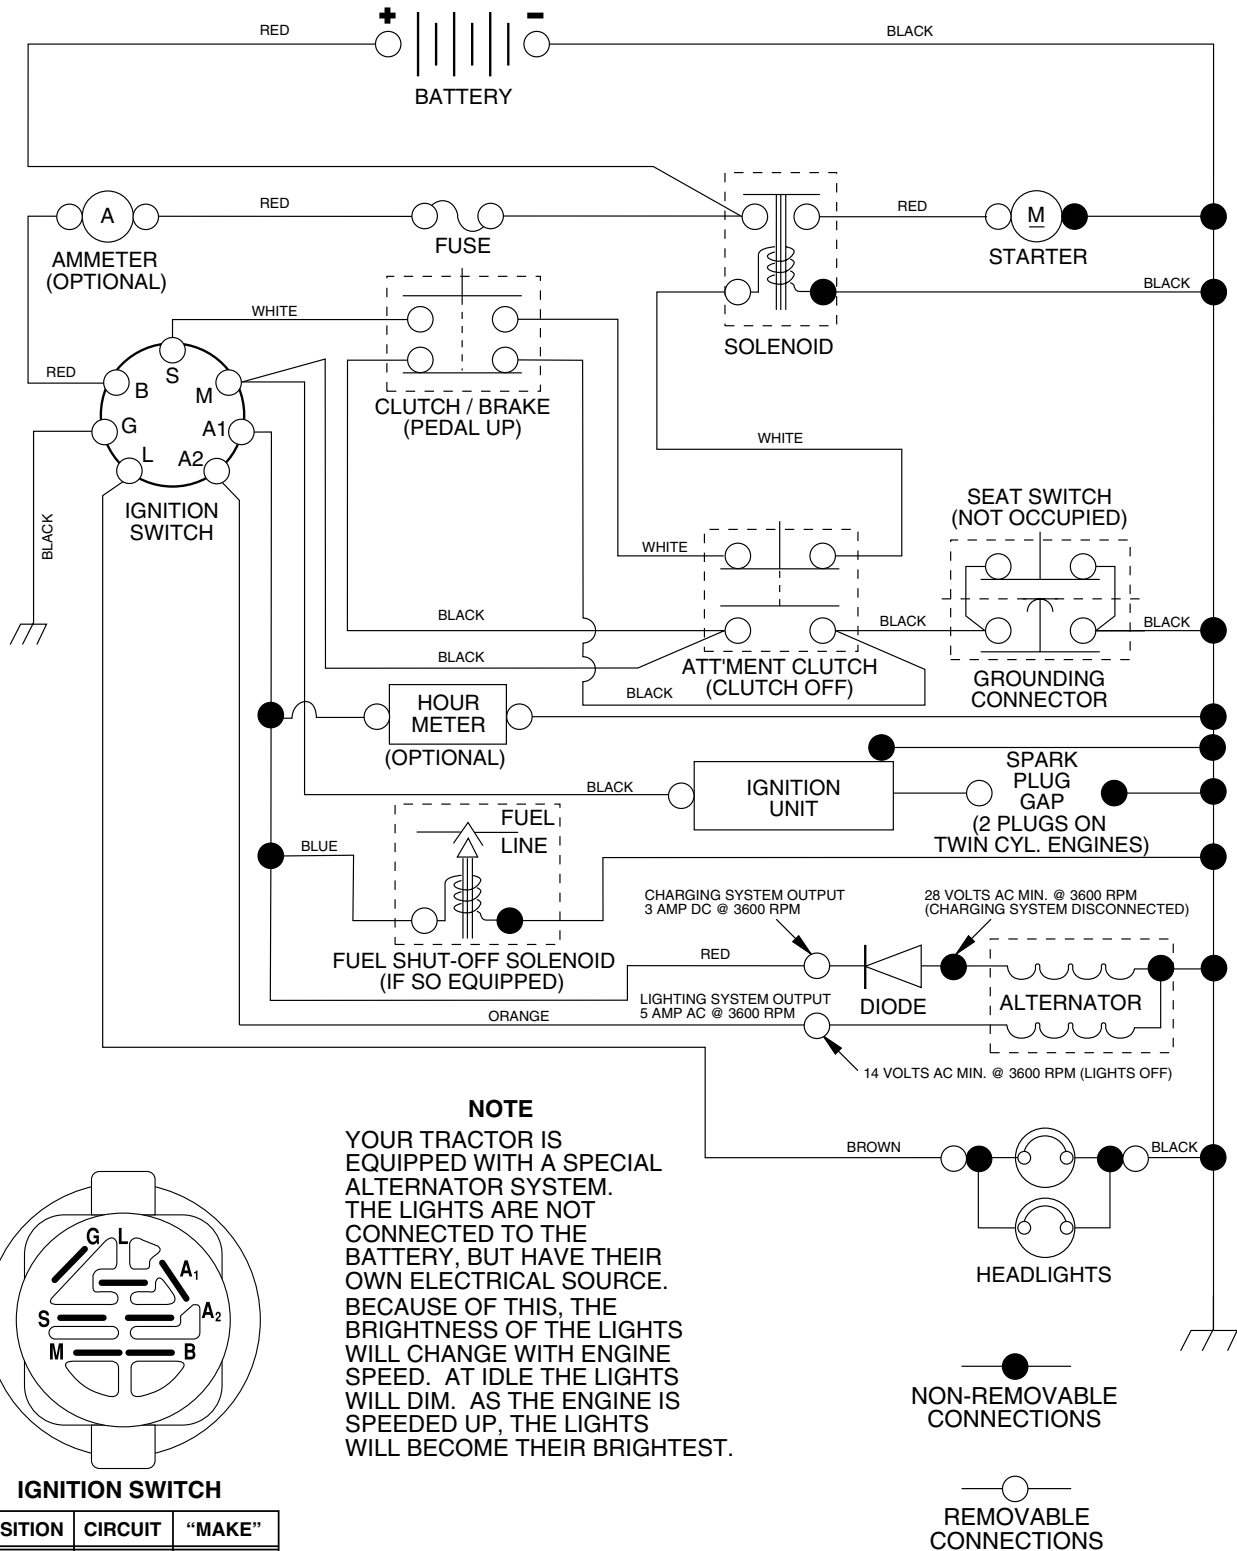 +
−
RED
BLACK
BATTERY
A
RED
FUSE
RED
M
AMMETER
(OPTIONAL)
STARTER
BLACK
WHITE
SOLENOID
RED
S
B
M
G
A1
L
A2
CLUTCH / BRAKE
(PEDAL UP)
WHITE
IGNITION
SWITCH
BLACK
SEAT SWITCH
(NOT OCCUPIED)
WHITE
BLACK
BLACK
BLACK
BLACK
ATT'MENT CLUTCH
(CLUTCH OFF)
BLACK
GROUNDING
CONNECTOR
HOUR
METER
(OPTIONAL)
BLACK
IGNITION
UNIT
SPARK
PLUG
GAP
(2 PLUGS ON
TWIN CYL. ENGINES)
FUEL
LINE
BLUE
FUEL SHUT-OFF SOLENOID
(IF SO EQUIPPED)
CHARGING SYSTEM OUTPUT
3 AMP DC @ 3600 RPM
28 VOLTS AC MIN. @ 3600 RPM
(CHARGING SYSTEM DISCONNECTED)
RED
DIODE
ALTERNATOR
LIGHTING SYSTEM OUTPUT
5 AMP AC @ 3600 RPM
ORANGE
14 VOLTS AC MIN. @ 3600 RPM (LIGHTS OFF)
NOTE
YOUR TRACTOR IS
EQUIPPED WITH A SPECIAL
ALTERNATOR SYSTEM.
THE LIGHTS ARE NOT
CONNECTED TO THE
BATTERY, BUT HAVE THEIR
OWN ELECTRICAL SOURCE.
BECAUSE OF THIS, THE
BRIGHTNESS OF THE LIGHTS
WILL CHANGE WITH ENGINE
SPEED. AT IDLE THE LIGHTS
WILL DIM. AS THE ENGINE IS
SPEEDED UP, THE LIGHTS
WILL BECOME THEIR BRIGHTEST.
BROWN
BLACK
HEADLIGHTS
G
L
A1
A2
S
M
B
IGNITION SWITCH
SITION CIRCUIT “MAKE”
NON-REMOVABLE
CONNECTIONS
REMOVABLE
CONNECTIONS